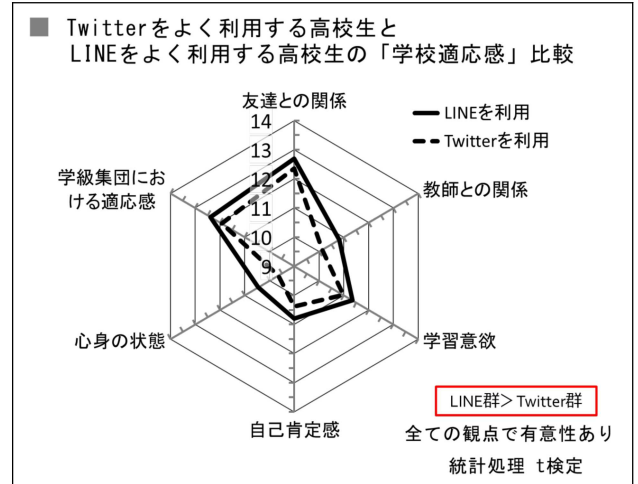 ■ Twitterをよく利用する高校生と
LINEをよく利用する高校生の「学校適応感」比較
友達との関係
LINEを利用
Twitterを利用
14
13
12
11
10
9
学級集団にお
ける適応感
教師との関係
心身の状態
学習意欲
自己肯定感
LINE群＞Twitter群
全ての観点で有意性あり
統計処理 t検定